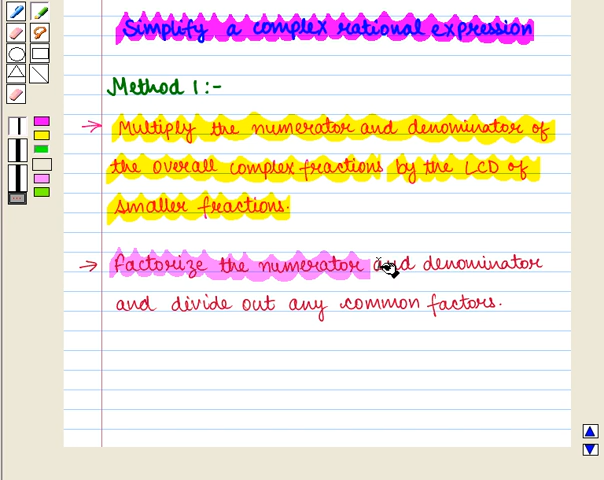 Simplify a complex rational expression
Method 1:-
→ Multiply the numerator and denominator of
the overall complex fractions by the LCD of
smaller fractions.
→ Factorize the numerator and denominator
and divide out any common factors.